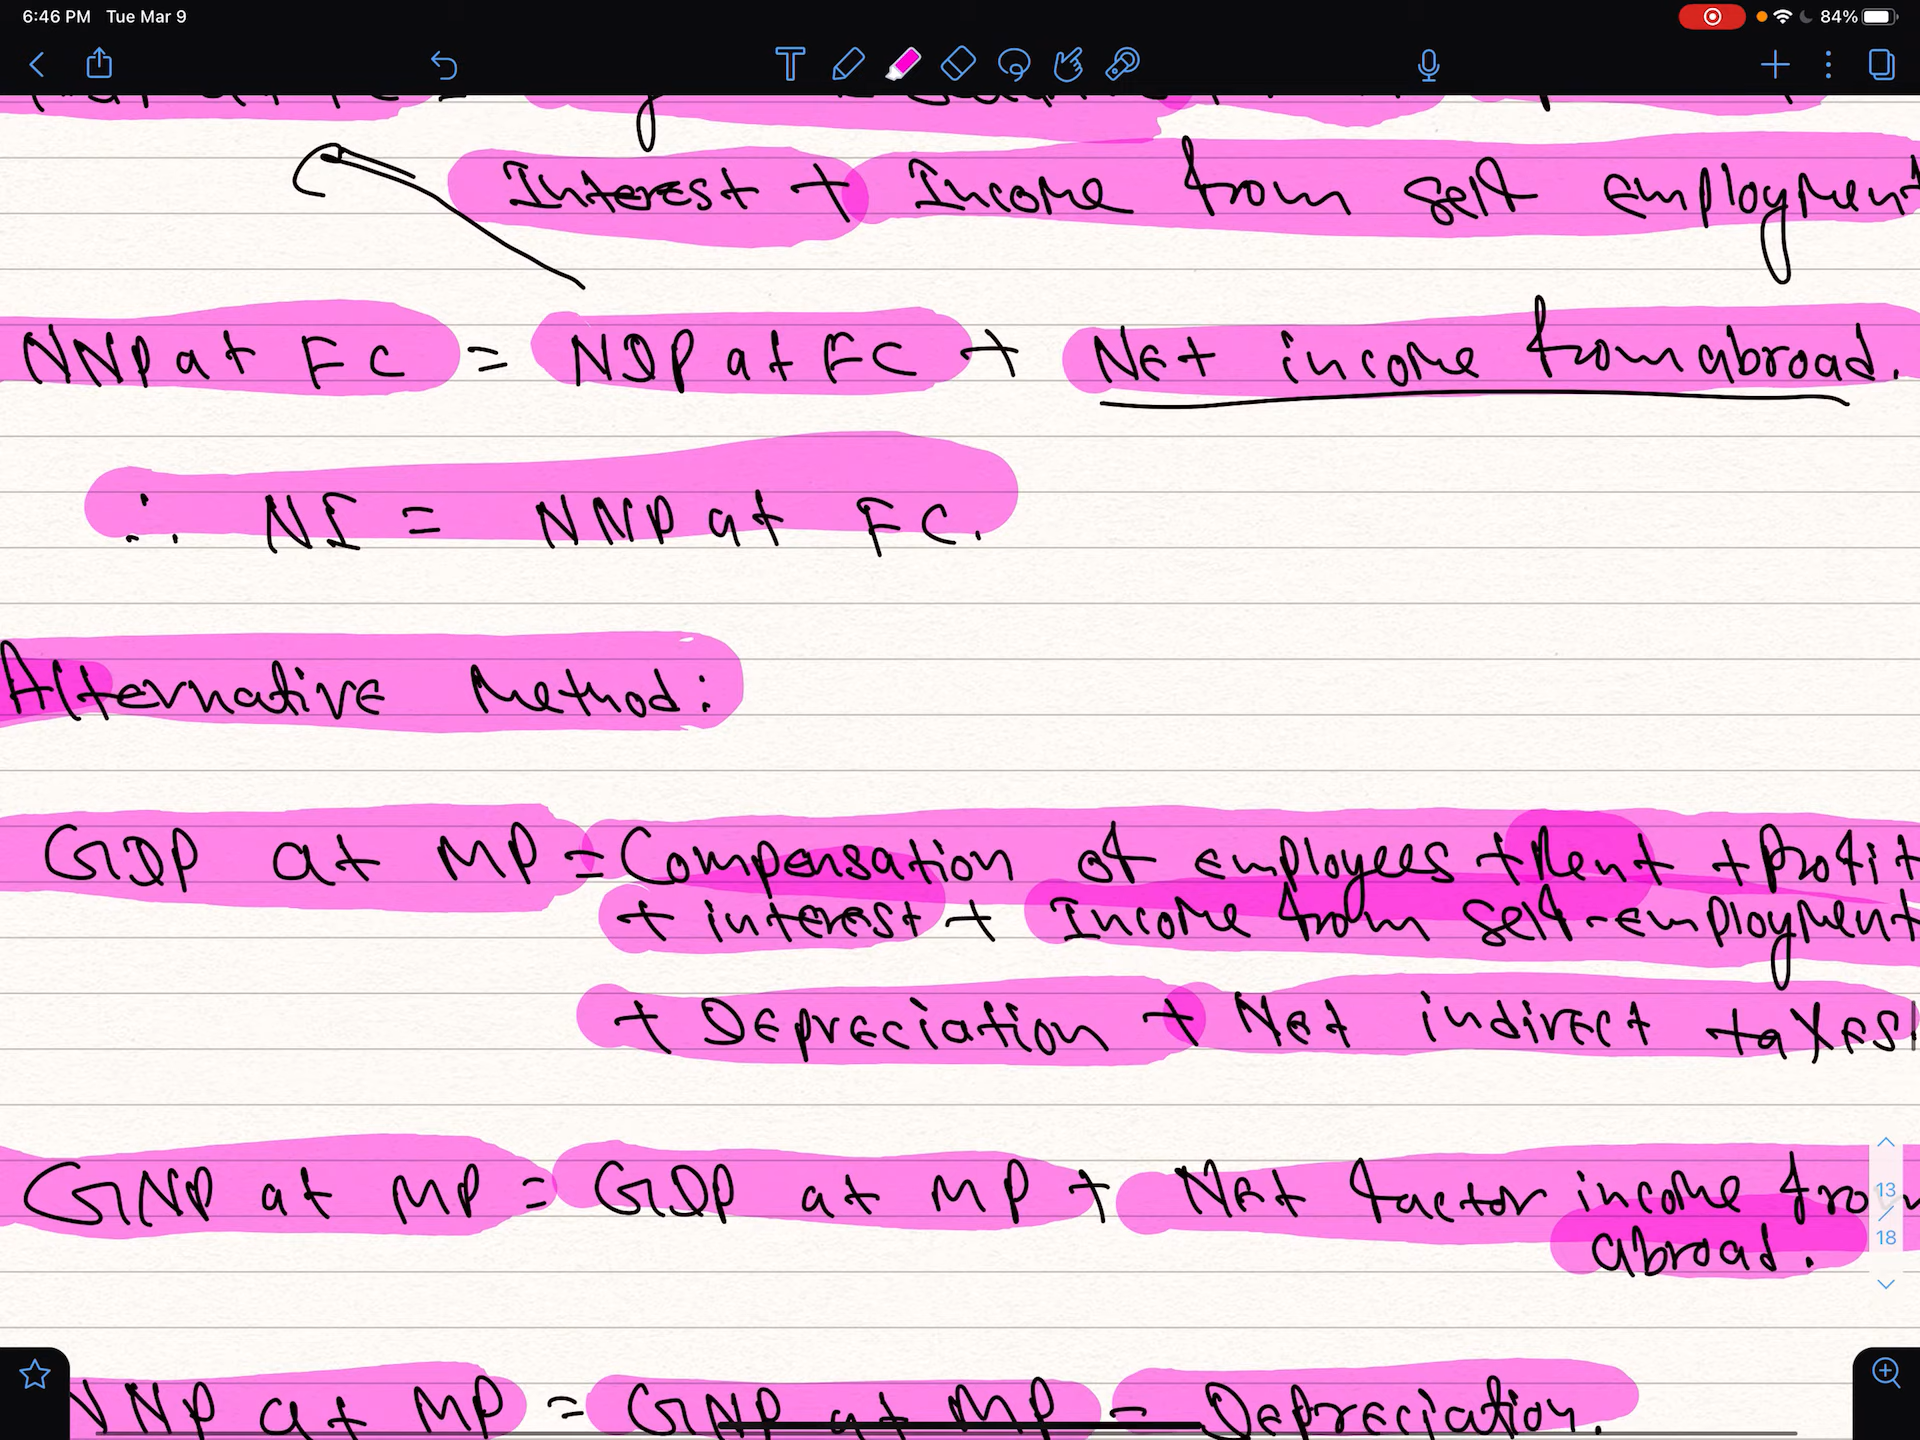 6:46 PM Tue Mar 9
84%
Interest + Income from self employment
NNP at FC = NDP at FC + Net income from abroad.
∴ NI = NNP at FC.
Alternative Method:
GDP at MP = Compensation of employees + Rent + Profit
+ interest + Income from self-employment
+ Depreciation + Net indirect taxes
GNP at MP = GDP at MP + Net factor income from
abroad.
13
/
18
NNP at MP = GNP at MP - Depreciation.